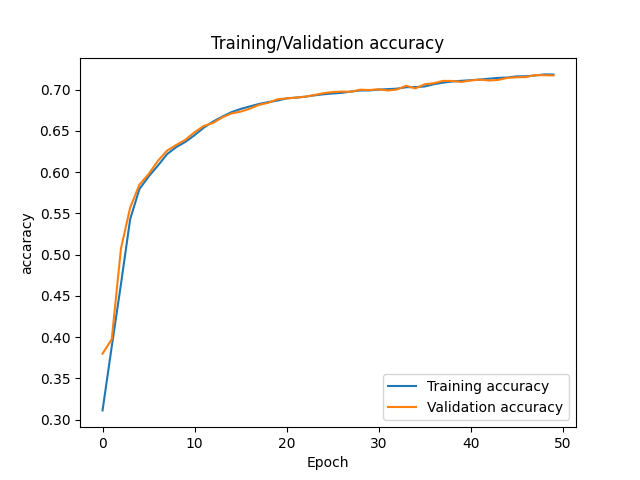 Training/Validation accuracy
accaracy
0.70
0.65
0.60
0.55
0.50
0.45
0.40
0.35
0.30
0 10 20 30 40 50
Epoch
Training accuracy
Validation accuracy